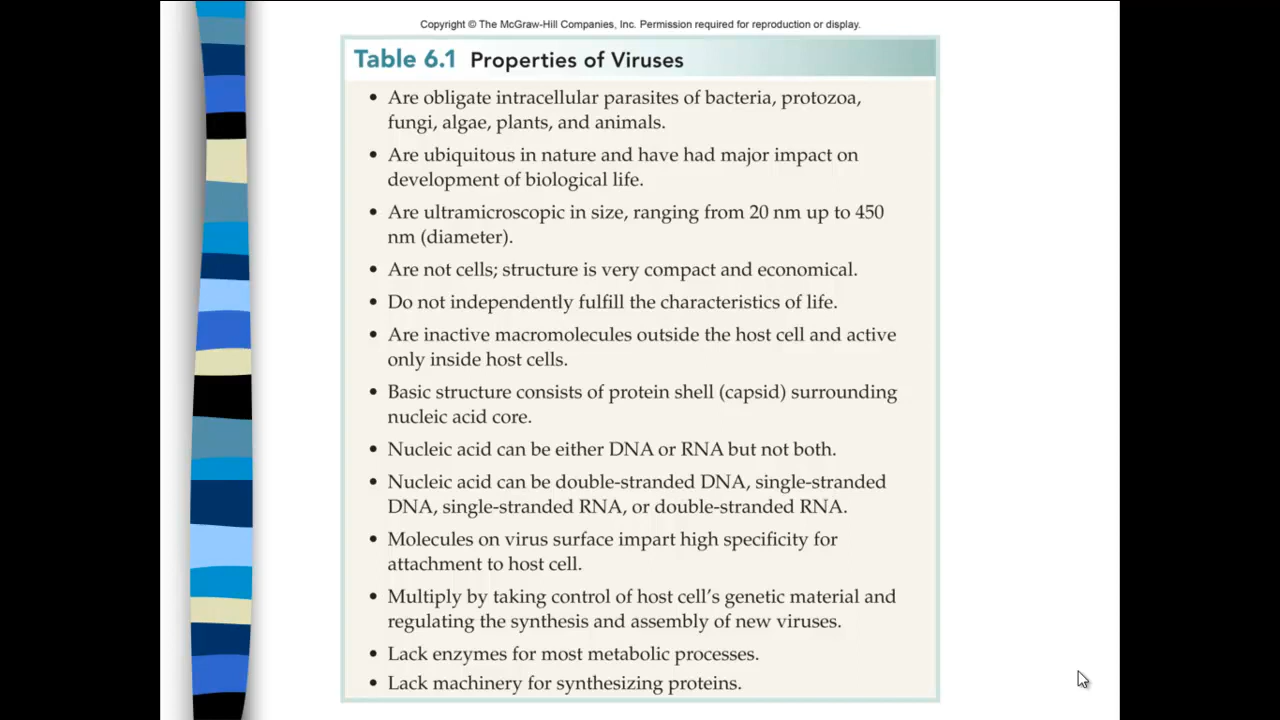 Copyright © The McGraw-Hill Companies, Inc. Permission required for reproduction or display.
Table 6.1 Properties of Viruses
• Are obligate intracellular parasites of bacteria, protozoa,
fungi, algae, plants, and animals.
• Are ubiquitous in nature and have had major impact on
development of biological life.
• Are ultramicroscopic in size, ranging from 20 nm up to 450
nm (diameter).
• Are not cells; structure is very compact and economical.
• Do not independently fulfill the characteristics of life.
• Are inactive macromolecules outside the host cell and active
only inside host cells.
• Basic structure consists of protein shell (capsid) surrounding
nucleic acid core.
• Nucleic acid can be either DNA or RNA but not both.
• Nucleic acid can be double-stranded DNA, single-stranded
DNA, single-stranded RNA, or double-stranded RNA.
• Molecules on virus surface impart high specificity for
attachment to host cell.
• Multiply by taking control of host cell's genetic material and
regulating the synthesis and assembly of new viruses.
• Lack enzymes for most metabolic processes.
• Lack machinery for synthesizing proteins.